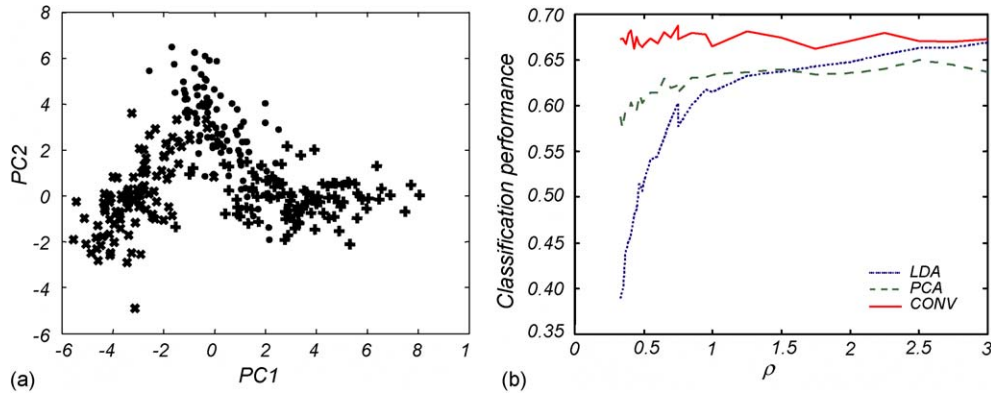 8
6
4
2
0
-2
-4
-6
PC2
-6 -4 -2 0 2 4 6 8 1
PC1
(a)
0.70
0.65
0.60
0.55
0.50
0.45
0.40
0.35
Classification performance
LDA
PCA
CONV
0 0.5 1 1.5 2 2.5 3
ρ
(b)